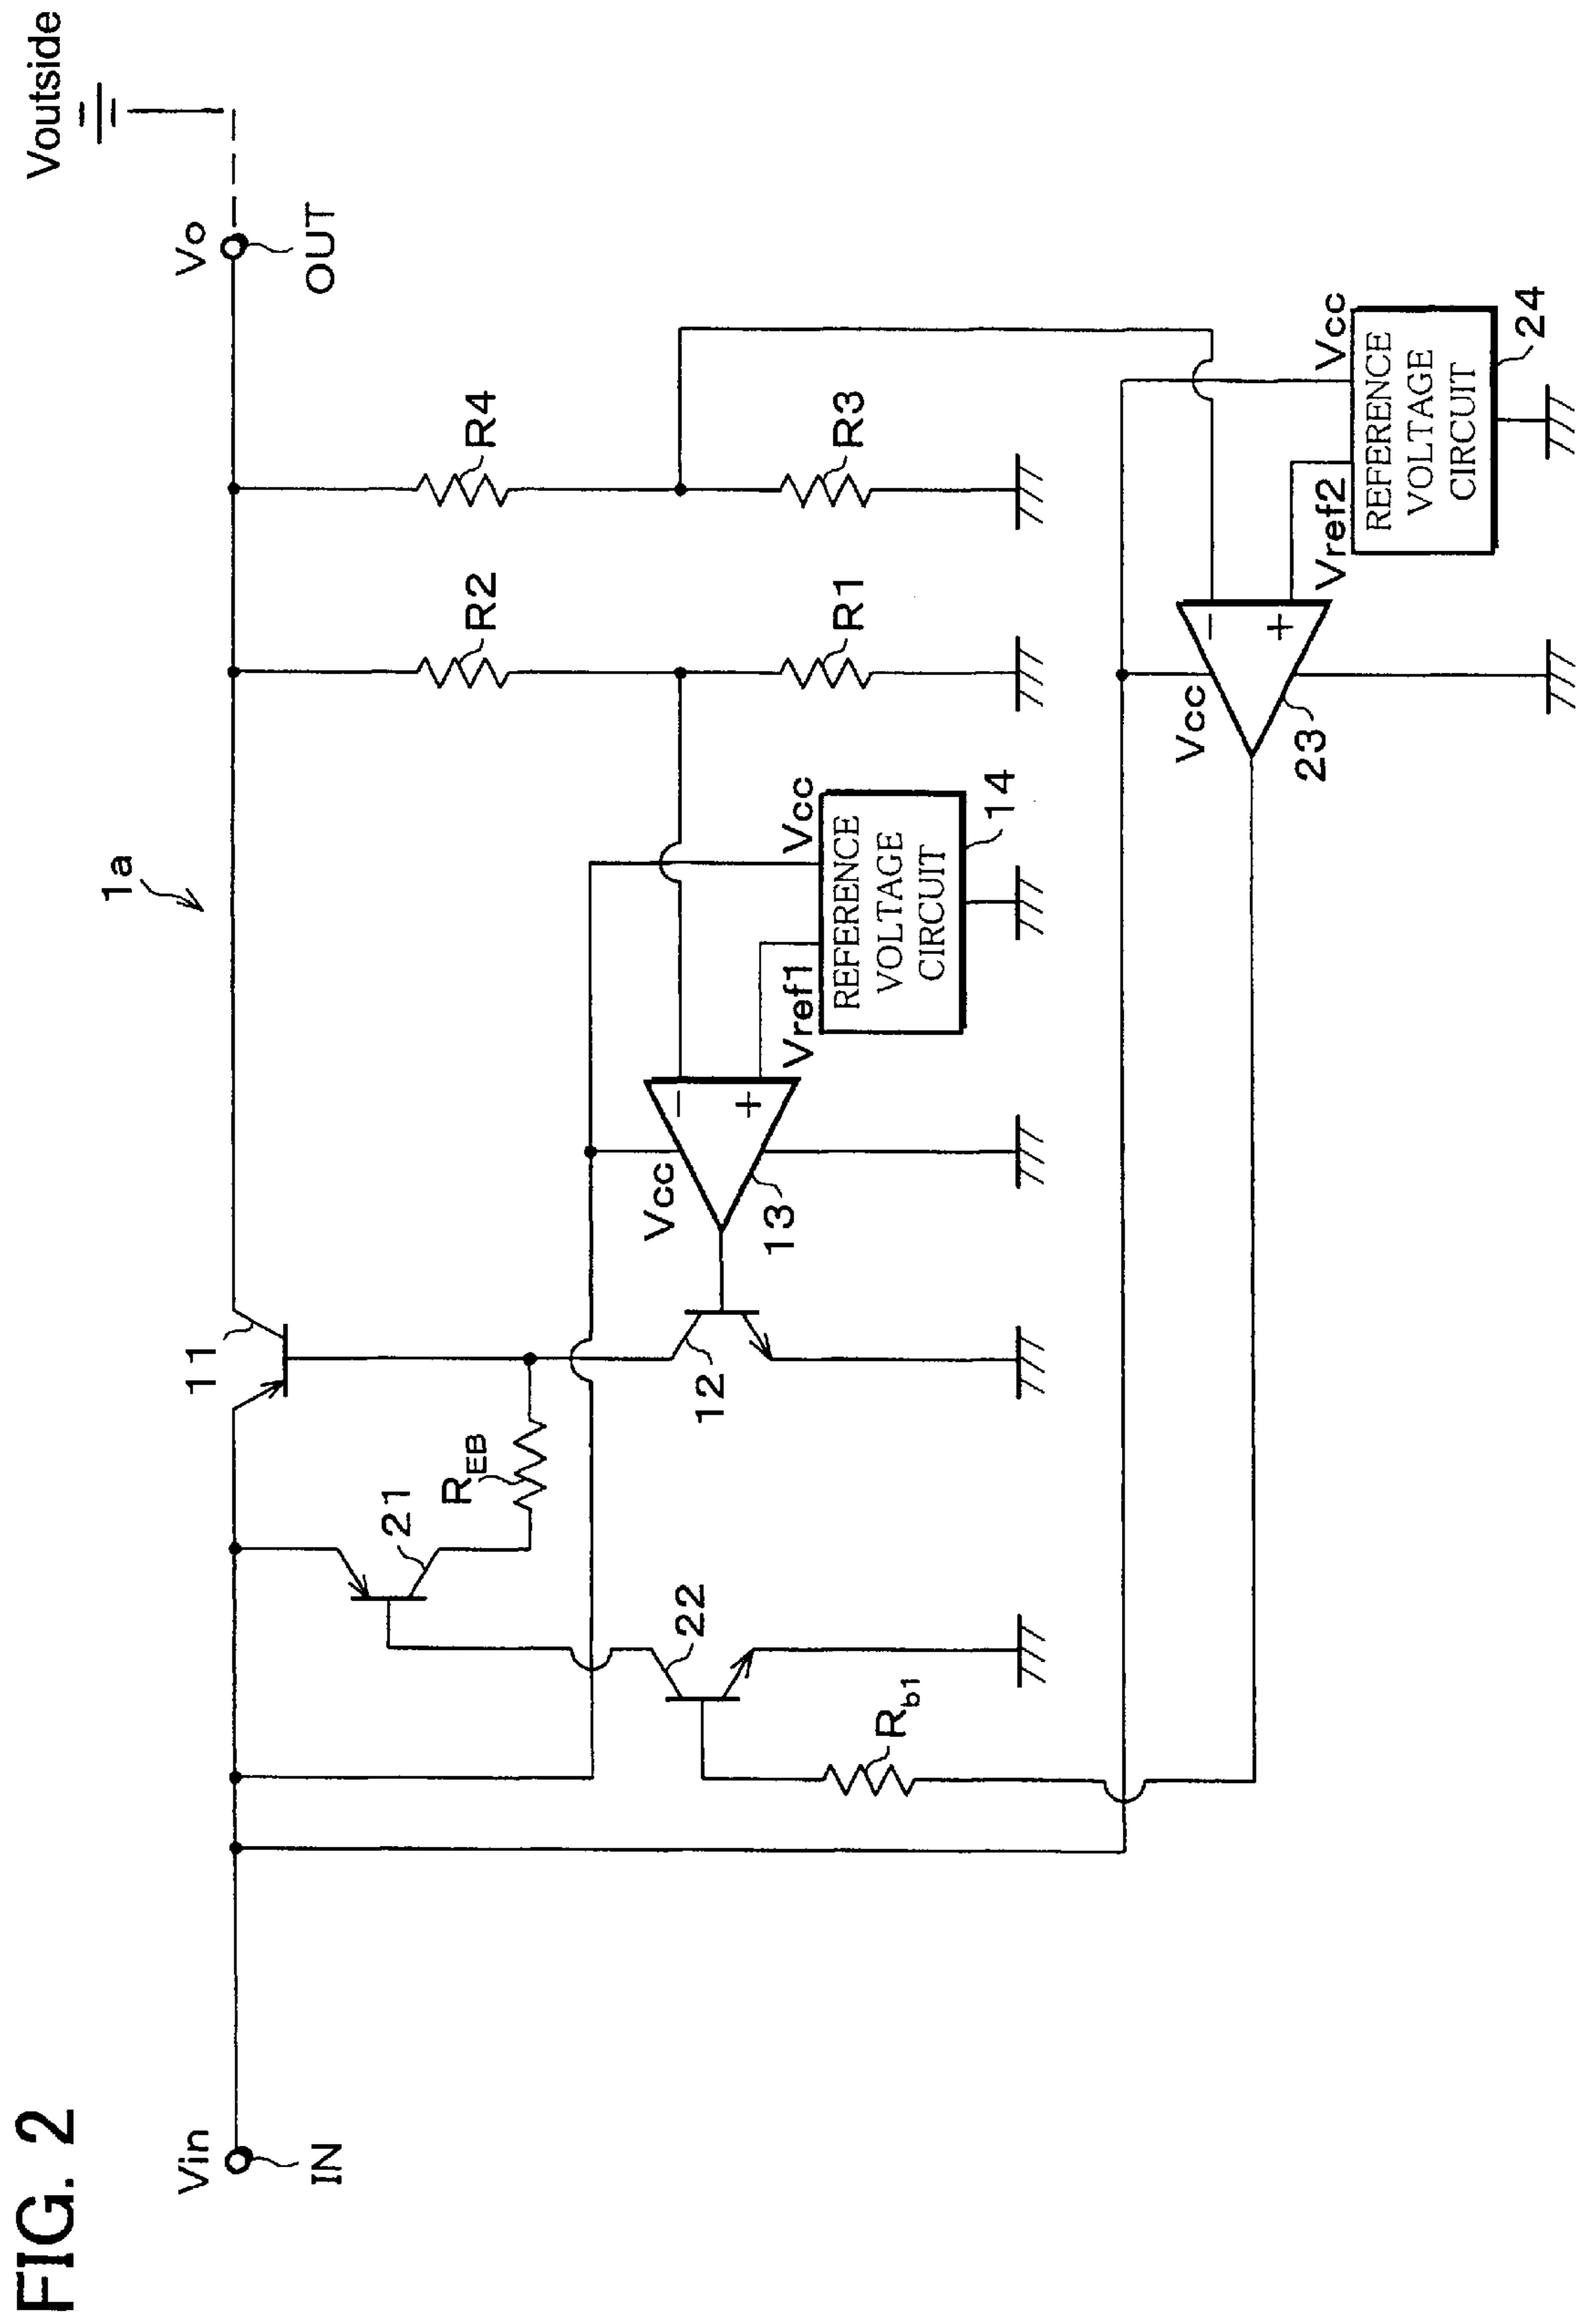 FIG. 2
1a
Vin
IN
11
Vo
OUT
Voutside
21
REB
R2
R4
22
12
Vcc
13
Vref1
Vcc
REFERENCE
VOLTAGE
CIRCUIT
14
R1
R3
Rb1
Vcc
23
Vref2
Vcc
REFERENCE
VOLTAGE
CIRCUIT
24